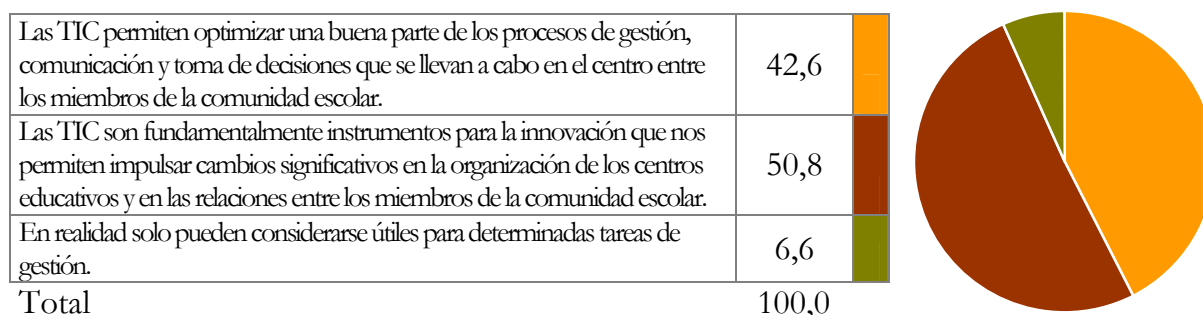 Las TIC permiten optimizar una buena parte de los procesos de gestión,
comunicación y toma de decisiones que se llevan a cabo en el centro entre
los miembros de la comunidad escolar.
42,6
Las TIC son fundamentalmente instrumentos para la innovación que nos
permiten impulsar cambios significativos en la organización de los centros
educativos y en las relaciones entre los miembros de la comunidad escolar.
50,8
En realidad solo pueden considerarse útiles para determinadas tareas de
gestión.
6,6
Total 100,0